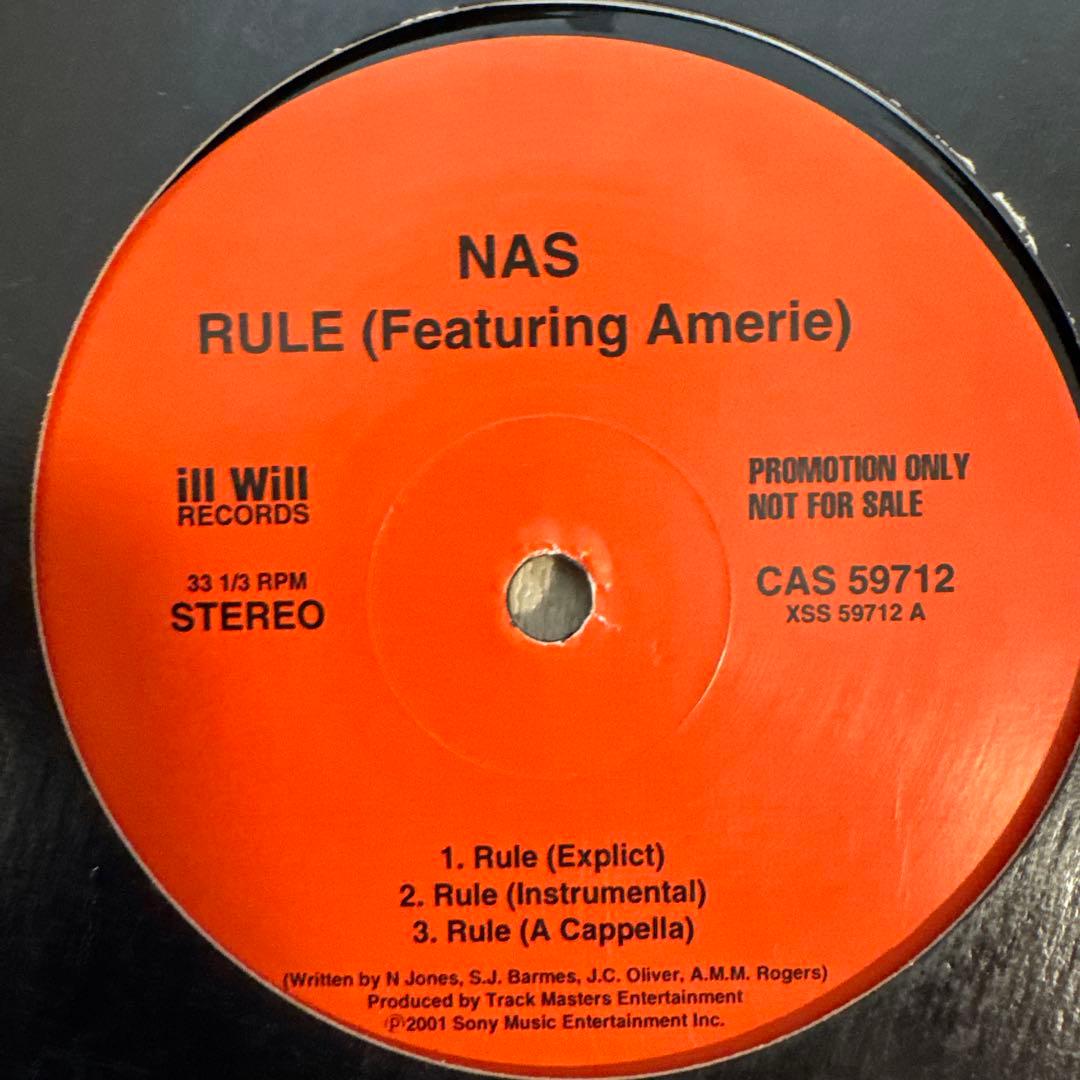 NAS
RULE (Featuring Amerie)
ill Will
RECORDS
33 1/3 RPM
STEREO
PROMOTION ONLY
NOT FOR SALE
CAS 59712
XSS 59712 A
1. Rule (Explict)
2. Rule (Instrumental)
3. Rule (A Cappella)
(Written by N Jones, S.J. Barmes, J.C. Oliver, A.M.M. Rogers)
Produced by Track Masters Entertainment
℗2001 Sony Music Entertainment Inc.